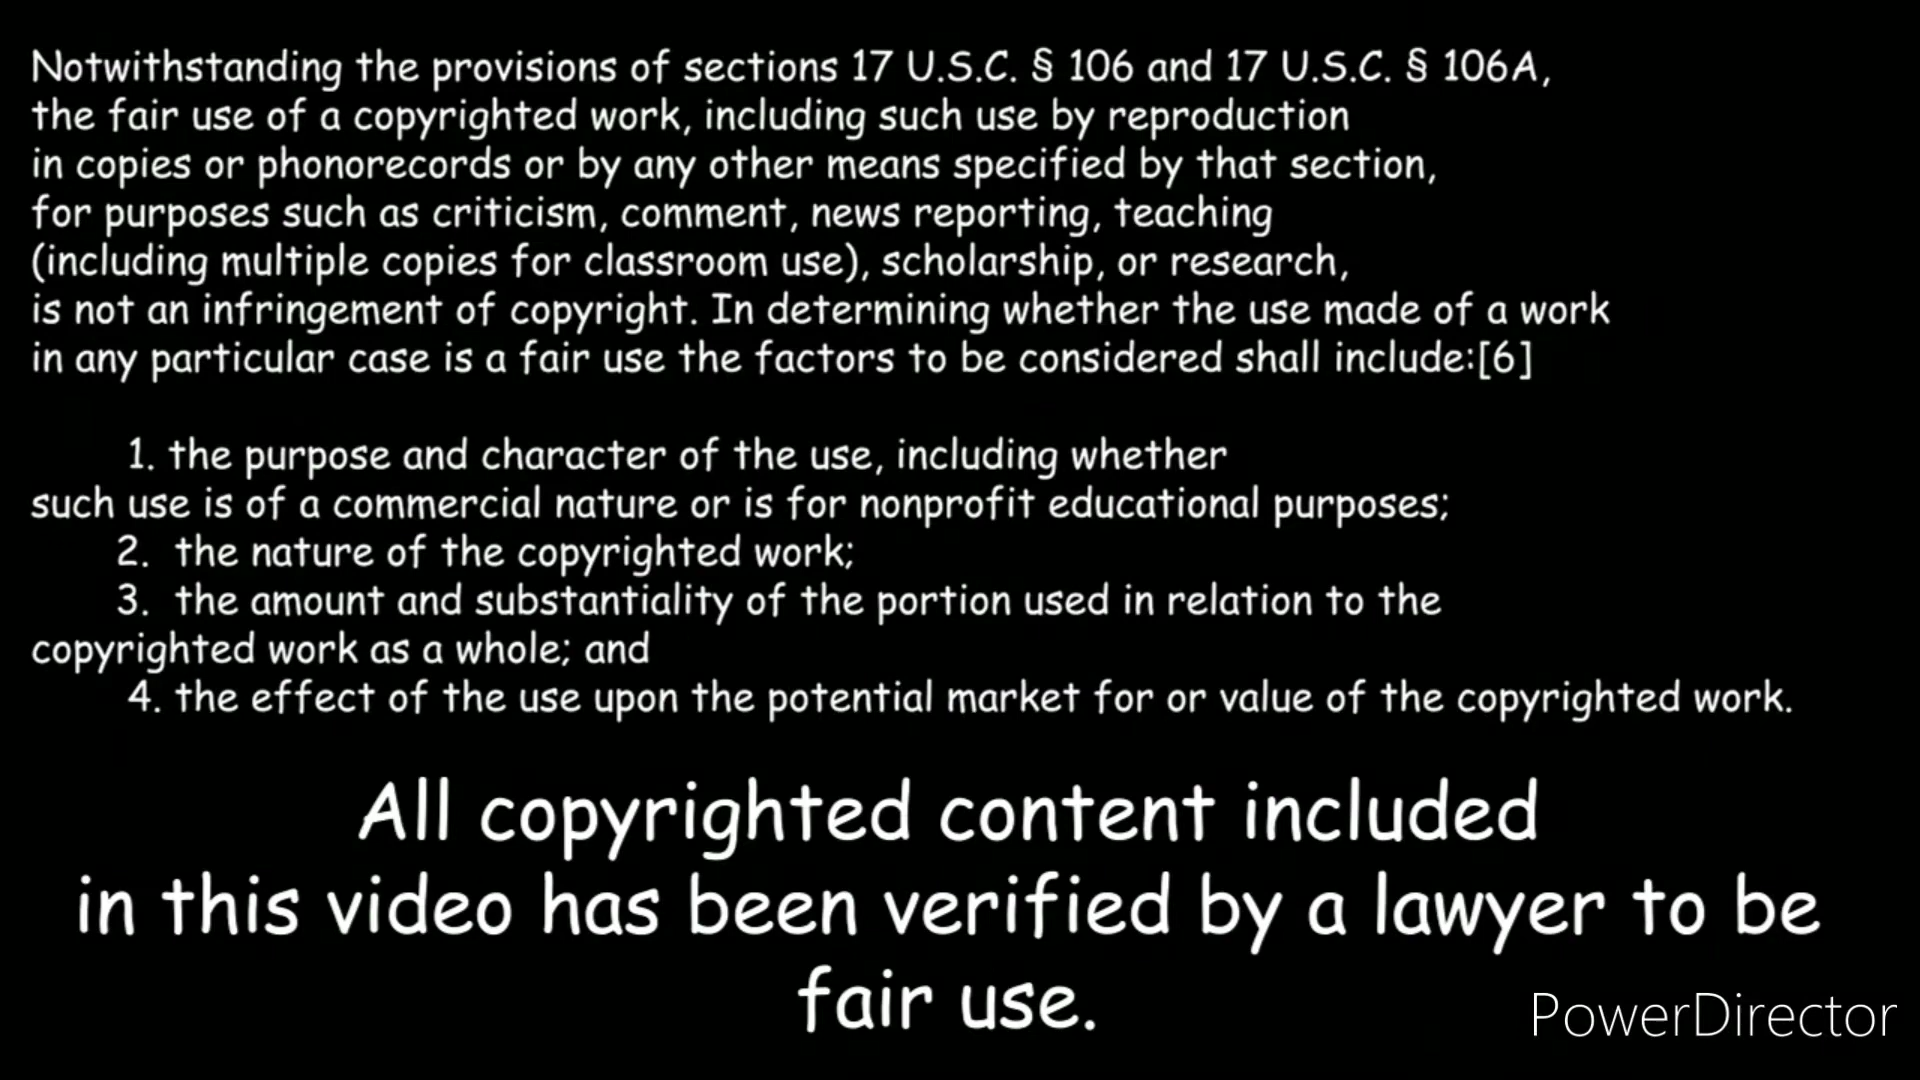 Notwithstanding the provisions of sections 17 U.S.C. § 106 and 17 U.S.C. § 106A,
the fair use of a copyrighted work, including such use by reproduction
in copies or phonorecords or by any other means specified by that section,
for purposes such as criticism, comment, news reporting, teaching
(including multiple copies for classroom use), scholarship, or research,
is not an infringement of copyright. In determining whether the use made of a work
in any particular case is a fair use the factors to be considered shall include:[6]
1. the purpose and character of the use, including whether
such use is of a commercial nature or is for nonprofit educational purposes;
2. the nature of the copyrighted work;
3. the amount and substantiality of the portion used in relation to the
copyrighted work as a whole; and
4. the effect of the use upon the potential market for or value of the copyrighted work.
All copyrighted content included
in this video has been verified by a lawyer to be
fair use.
PowerDirector